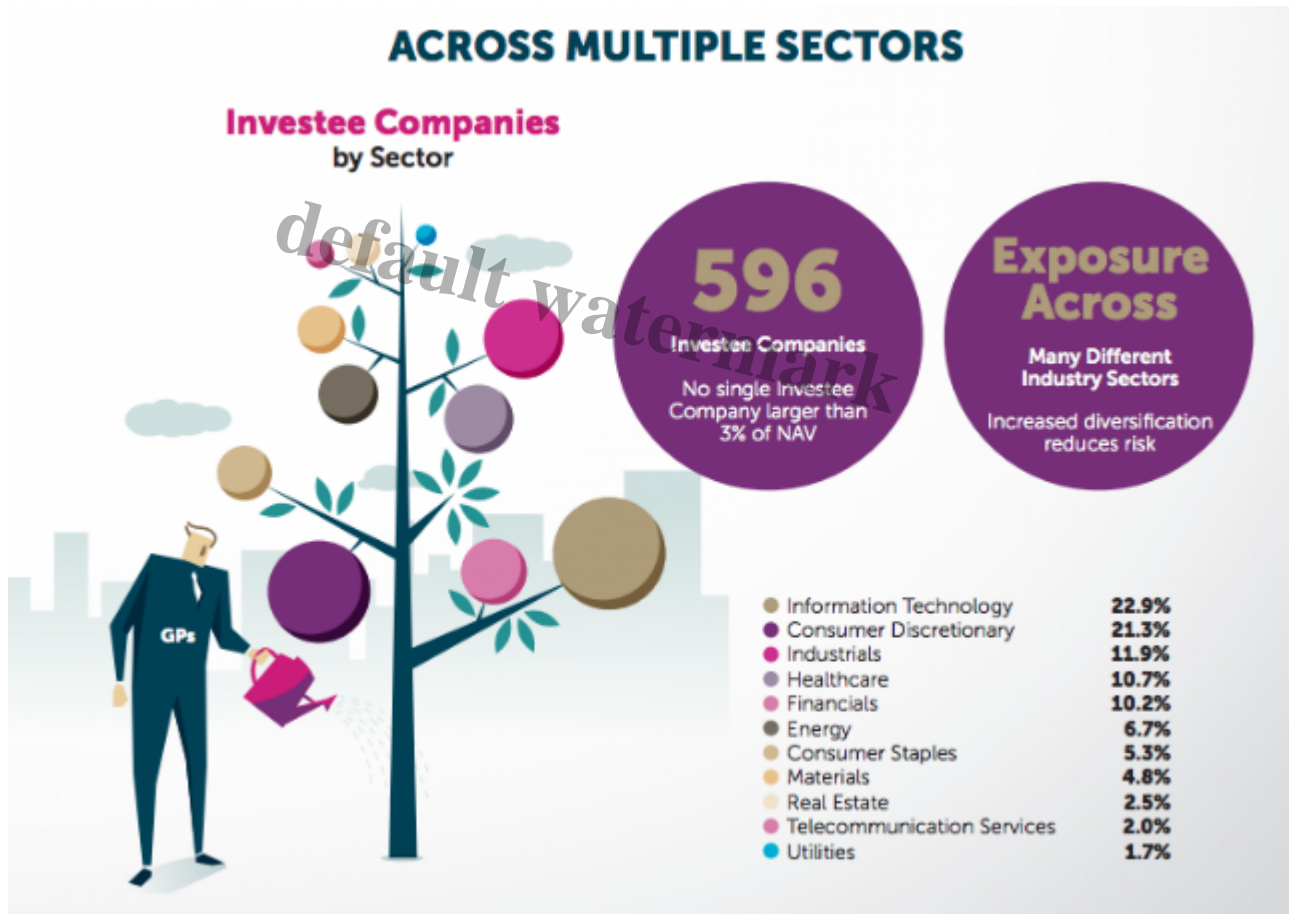 ACROSS MULTIPLE SECTORS
Investee Companies
by Sector
default watermark
596
Investee Companies
No single Investee
Company larger than
3% of NAV
Exposure
Across
Many Different
Industry Sectors
Increased diversification
reduces risk
GPs
Information Technology 22.9%
Consumer Discretionary 21.3%
Industrials 11.9%
Healthcare 10.7%
Financials 10.2%
Energy 6.7%
Consumer Staples 5.3%
Materials 4.8%
Real Estate 2.5%
Telecommunication Services 2.0%
Utilities 1.7%